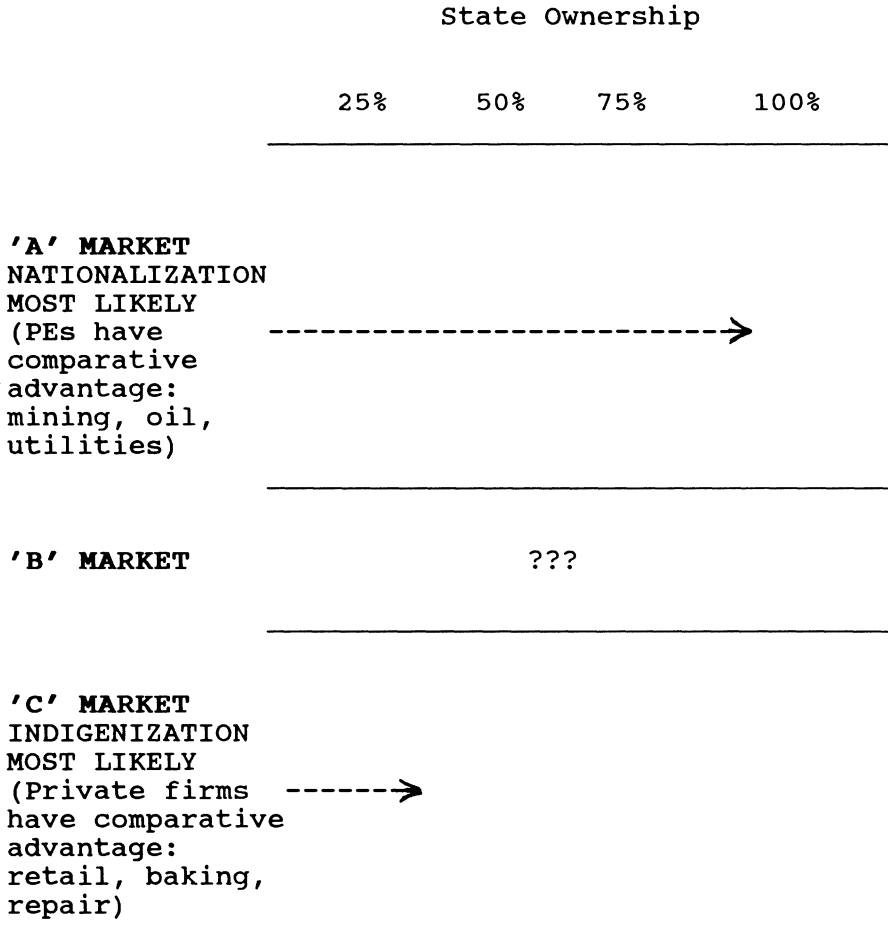 State Ownership
25% 50% 75% 100%
'A' MARKET
NATIONALIZATION
MOST LIKELY
(PEs have
comparative
advantage:
mining, oil,
utilities)
'B' MARKET ???
'C' MARKET
INDIGENIZATION
MOST LIKELY
(Private firms
have comparative
advantage:
retail, baking,
repair)